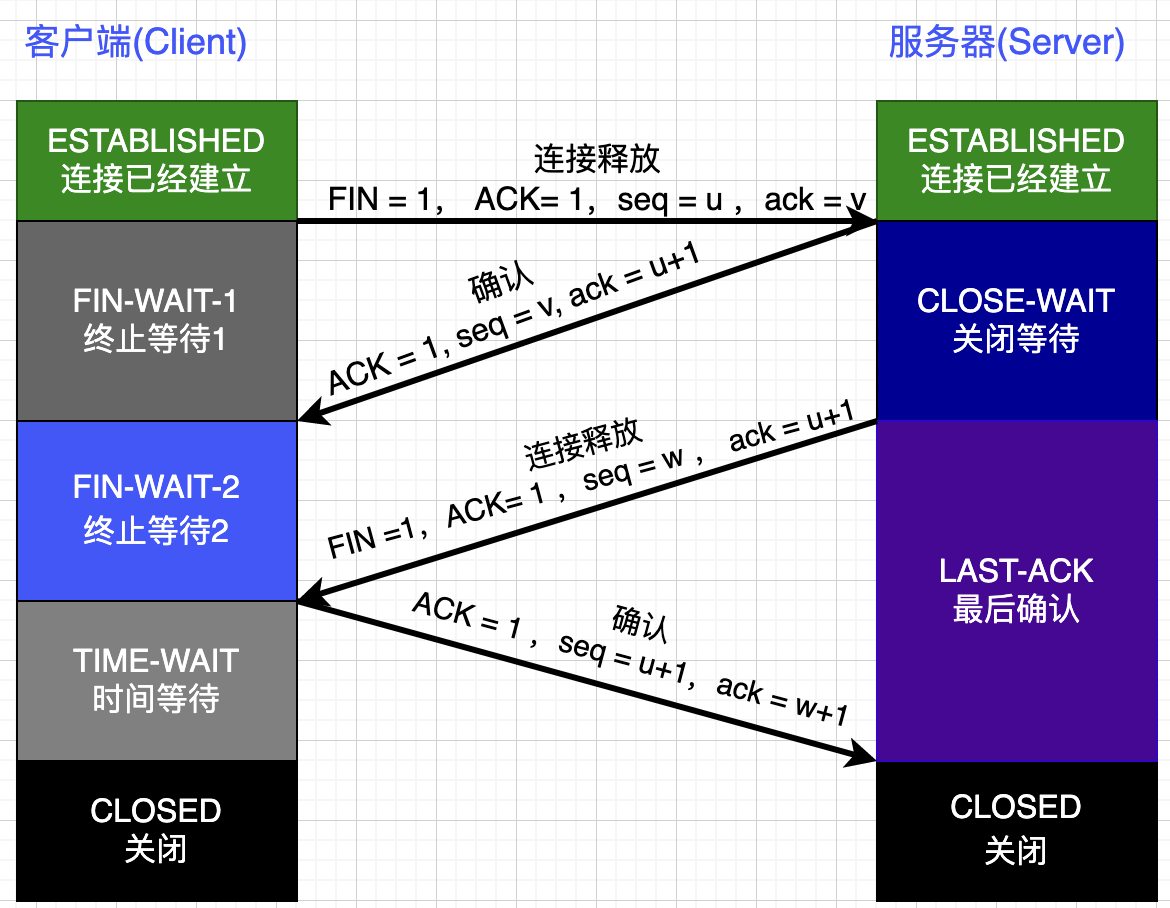 客户端(Client)
服务器(Server)
ESTABLISHED
连接已经建立
ESTABLISHED
连接已经建立
连接释放
FIN = 1， ACK= 1，seq = u ，ack = v
FIN-WAIT-1
终止等待1
确认
ACK = 1, seq = v, ack = u+1
CLOSE-WAIT
关闭等待
FIN-WAIT-2
终止等待2
连接释放
FIN =1，ACK= 1 ，seq = w ， ack = u+1
LAST-ACK
最后确认
TIME-WAIT
时间等待
确认
ACK = 1 ，seq = u+1，ack = w+1
CLOSED
关闭
CLOSED
关闭